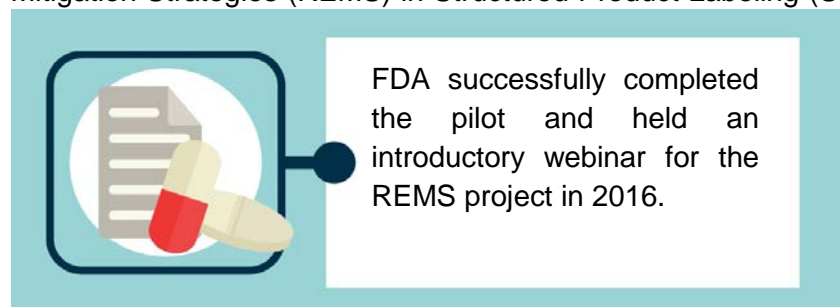 Mitigation Strategies (REMS) in Structured Product Labeling (S
FDA successfully completed
the pilot and held an
introductory webinar for the
REMS project in 2016.